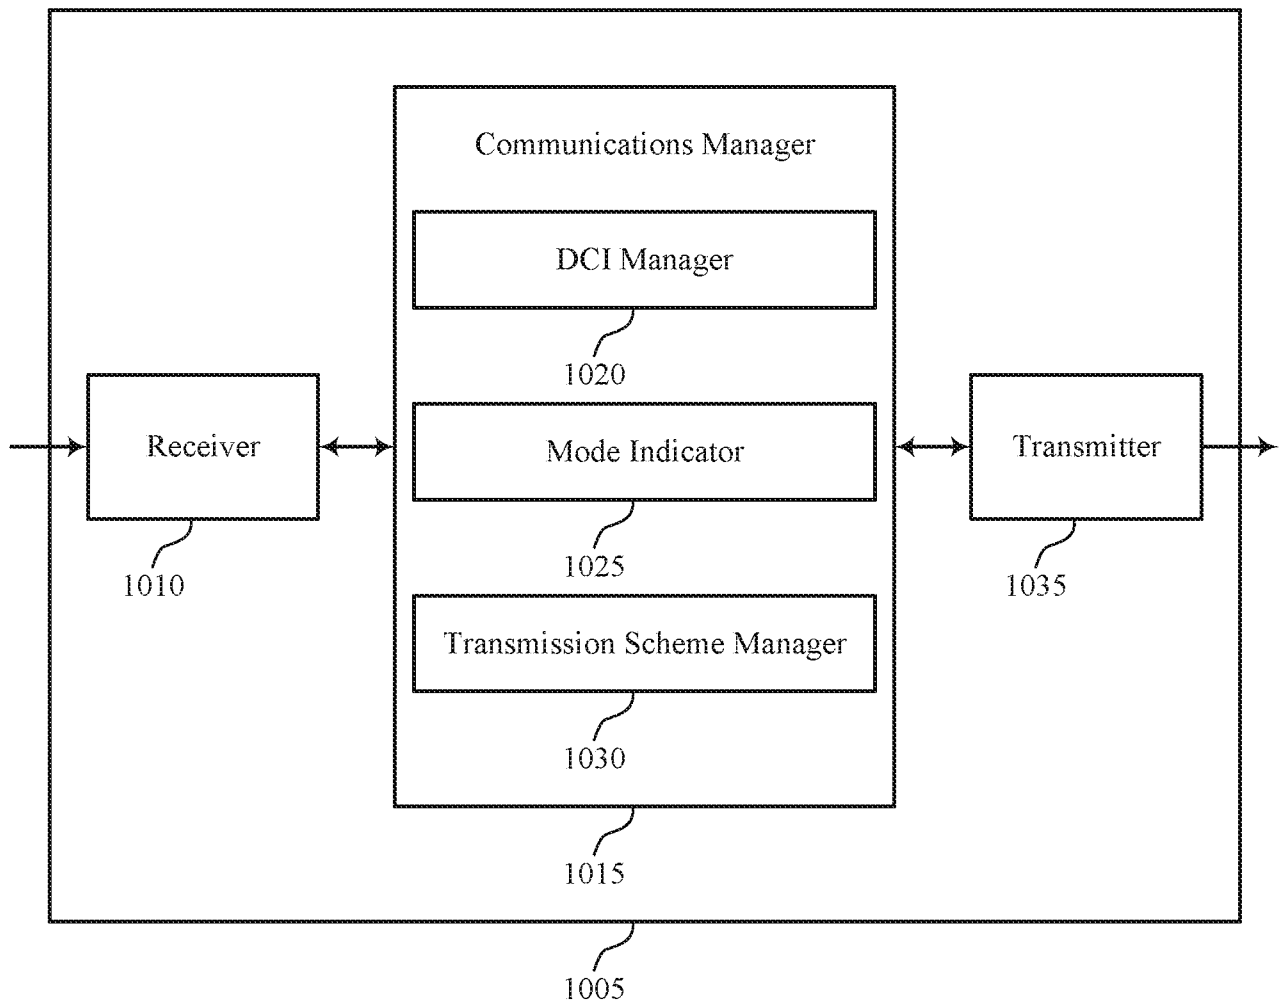 Communications Manager
DCI Manager
1020
Receiver
1010
Mode Indicator
1025
Transmitter
1035
Transmission Scheme Manager
1030
1015
1005